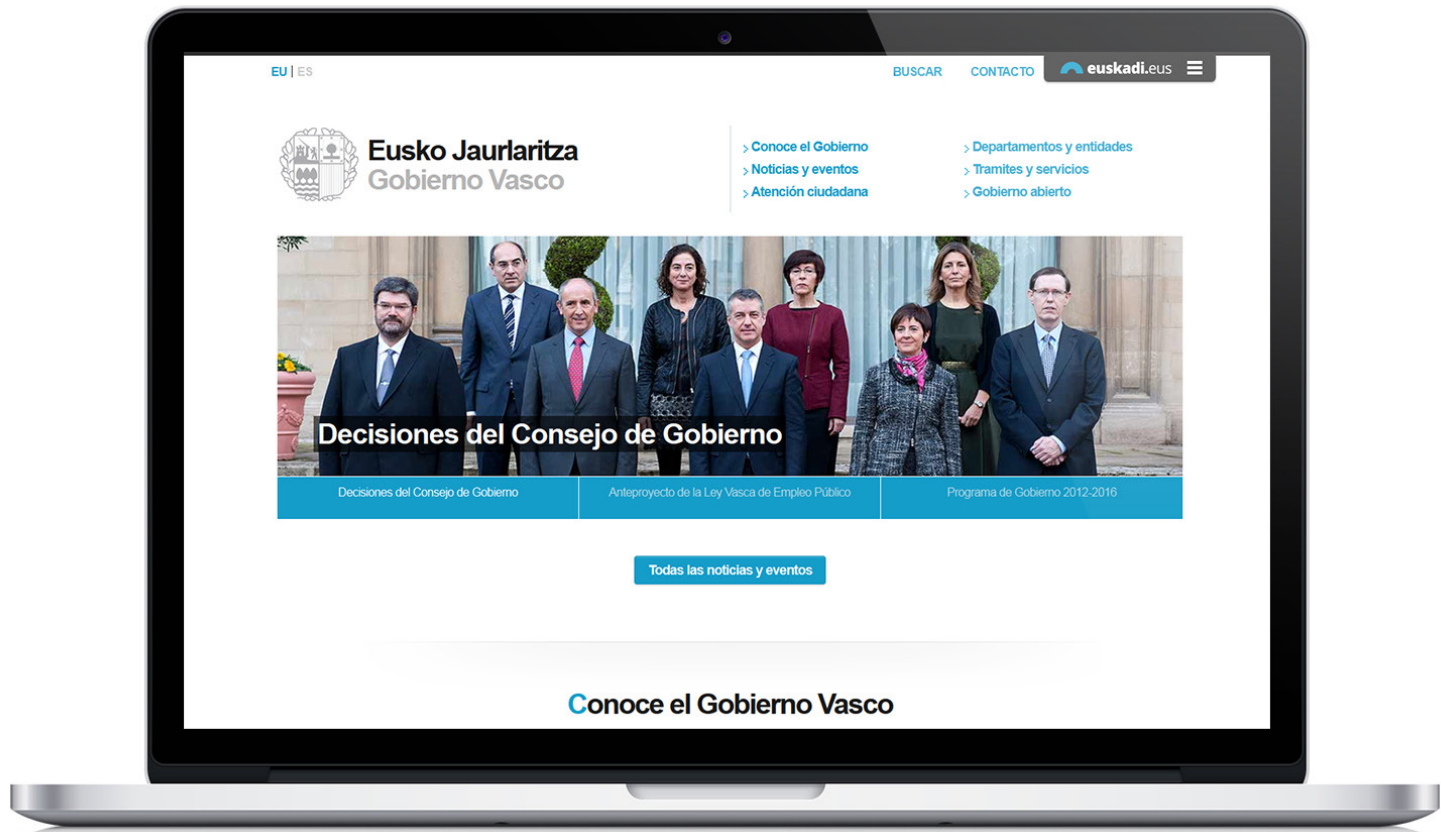 EU | ES
BUSCAR
CONTACTO
euskadi.eus
Eusko Jaurlaritza
Gobierno Vasco
› Conoce el Gobierno
› Noticias y eventos
› Atención ciudadana
› Departamentos y entidades
› Tramites y servicios
› Gobierno abierto
Decisiones del Consejo de Gobierno
Decisiones del Consejo de Gobierno
Anteproyecto de la Ley Vasca de Empleo Público
Programa de Gobierno 2012-2016
Todas las noticias y eventos
Conoce el Gobierno Vasco